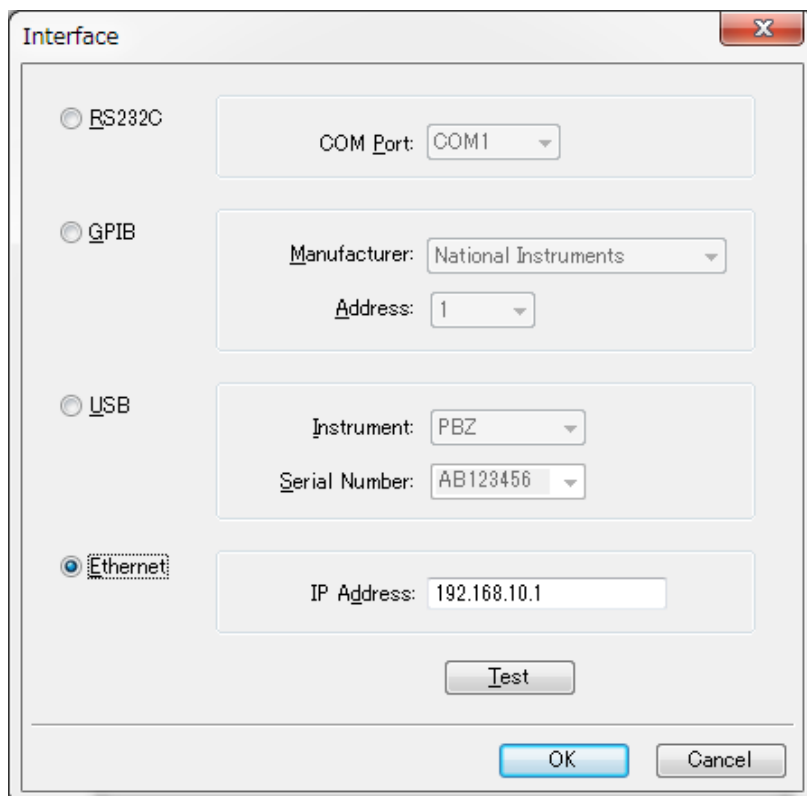 Interface
RS232C
COM Port: COM1
GPIB
Manufacturer: National Instruments
Address: 1
USB
Instrument: PBZ
Serial Number: AB123456
Ethernet
IP Address: 192.168.10.1
Test
OK Cancel